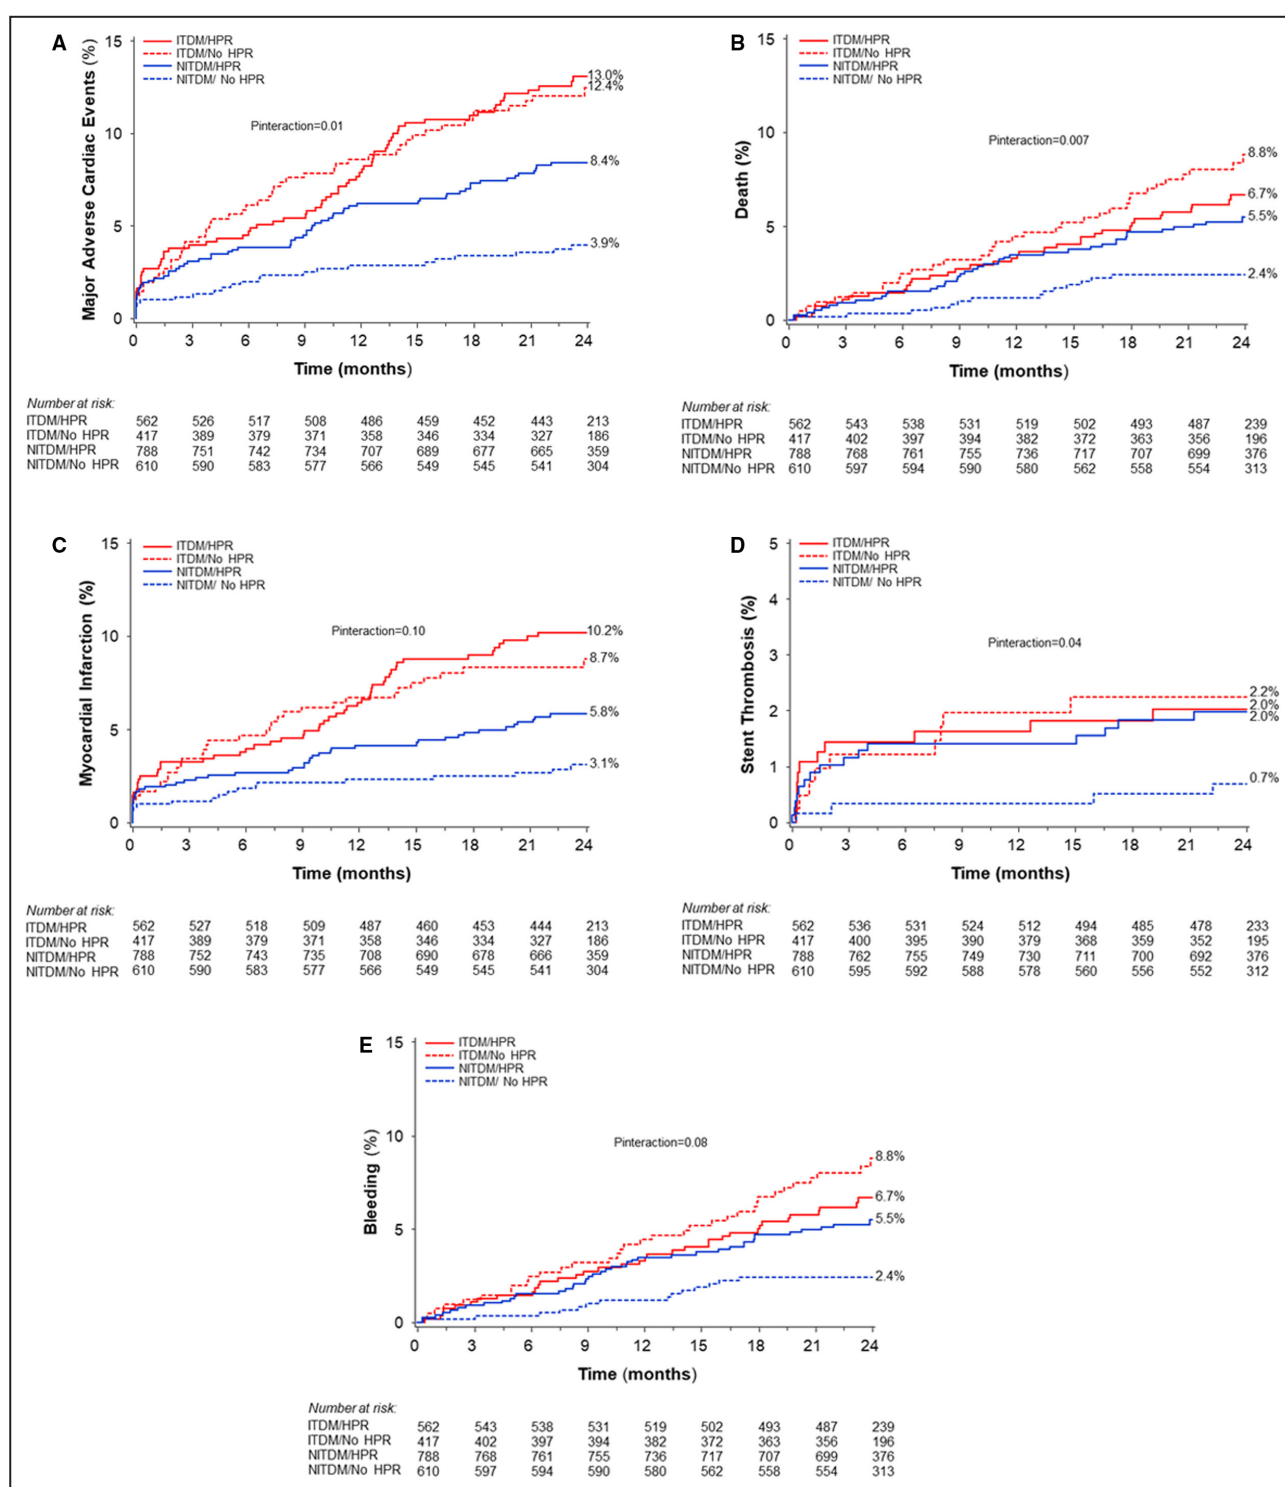 A
Major Adverse Cardiac Events (%)
15
10
5
0
ITDM/HPR
ITDM/No HPR
NITDM/HPR
NITDM/ No HPR
Pinteraction=0.01
13.0%
12.4%
8.4%
3.9%
0 3 6 9 12 15 18 21 24
Time (months)
Number at risk:
ITDM/HPR 562 526 517 508 486 459 452 443 213
ITDM/No HPR 417 389 379 371 358 346 334 327 186
NITDM/HPR 788 751 742 734 707 689 677 665 359
NITDM/No HPR 610 590 583 577 566 549 545 541 304
B
Death (%)
15
10
5
0
ITDM/HPR
ITDM/No HPR
NITDM/HPR
NITDM/ No HPR
Pinteraction=0.007
8.8%
6.7%
5.5%
2.4%
0 3 6 9 12 15 18 21 24
Time (months)
Number at risk:
ITDM/HPR 562 543 538 531 519 502 493 487 239
ITDM/No HPR 417 402 397 394 382 372 363 356 196
NITDM/HPR 788 768 761 755 736 717 707 699 376
NITDM/No HPR 610 597 594 590 580 562 558 554 313
C
Myocardial Infarction (%)
15
10
5
0
ITDM/HPR
ITDM/No HPR
NITDM/HPR
NITDM/ No HPR
Pinteraction=0.10
10.2%
8.7%
5.8%
3.1%
0 3 6 9 12 15 18 21 24
Time (months)
Number at risk:
ITDM/HPR 562 527 518 509 487 460 453 444 213
ITDM/No HPR 417 389 379 371 358 346 334 327 186
NITDM/HPR 788 752 743 735 708 690 678 666 359
NITDM/No HPR 610 590 583 577 566 549 545 541 304
D
Stent Thrombosis (%)
5
4
3
2
1
0
ITDM/HPR
ITDM/No HPR
NITDM/HPR
NITDM/ No HPR
Pinteraction=0.04
2.2%
2.0%
2.0%
0.7%
0 3 6 9 12 15 18 21 24
Time (months)
Number at risk:
ITDM/HPR 562 536 531 524 512 494 485 478 233
ITDM/No HPR 417 400 395 390 379 368 359 352 195
NITDM/HPR 788 762 755 749 730 711 700 692 376
NITDM/No HPR 610 595 592 588 578 560 556 552 312
E
Bleeding (%)
15
10
5
0
ITDM/HPR
ITDM/No HPR
NITDM/HPR
NITDM/ No HPR
Pinteraction=0.08
8.8%
6.7%
5.5%
2.4%
0 3 6 9 12 15 18 21 24
Time (months)
Number at risk:
ITDM/HPR 562 543 538 531 519 502 493 487 239
ITDM/No HPR 417 402 397 394 382 372 363 356 196
NITDM/HPR 788 768 761 755 736 717 707 699 376
NITDM/No HPR 610 597 594 590 580 562 558 554 313